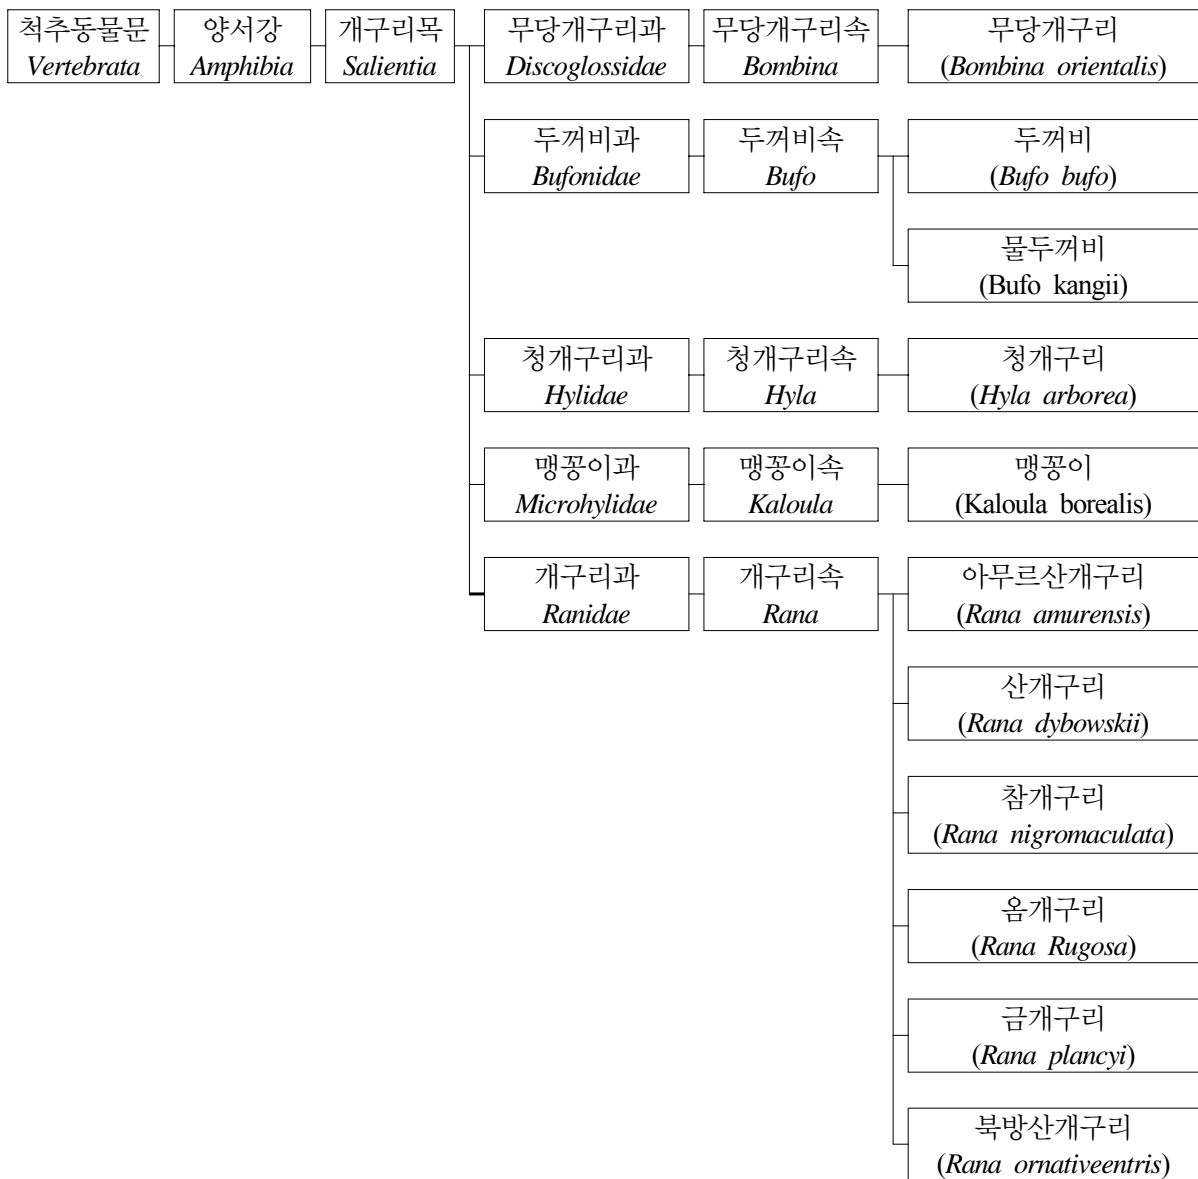 척추동물문
Vertebrata
양서강
Amphibia
개구리목
Salientia
무당개구리과
Discoglossidae
무당개구리속
Bombina
무당개구리
(Bombina orientalis)
두꺼비과
Bufonidae
두꺼비속
Bufo
두꺼비
(Bufo bufo)
물두꺼비
(Bufo kangii)
청개구리과
Hylidae
청개구리속
Hyla
청개구리
(Hyla arborea)
맹꽁이과
Microhylidae
맹꽁이속
Kaloula
맹꽁이
(Kaloula borealis)
개구리과
Ranidae
개구리속
Rana
아무르산개구리
(Rana amurensis)
산개구리
(Rana dybowskii)
참개구리
(Rana nigromaculata)
옴개구리
(Rana Rugosa)
금개구리
(Rana plancyi)
북방산개구리
(Rana ornativeentris)